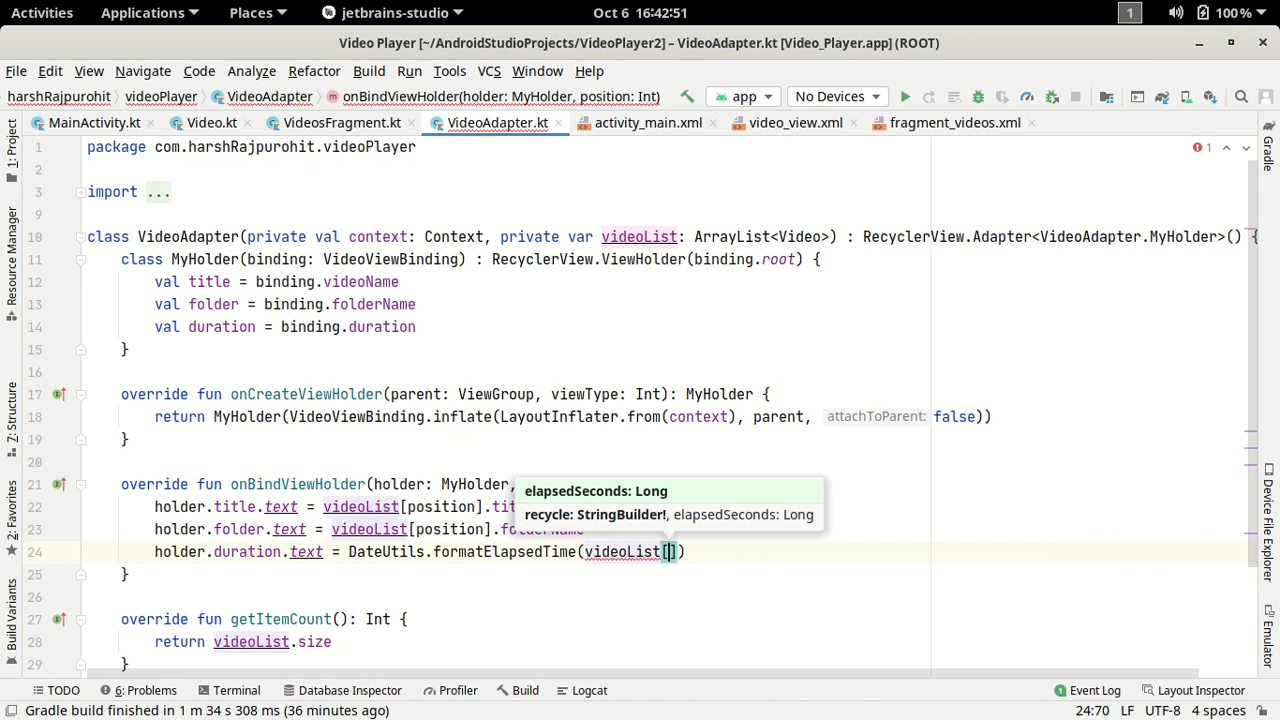 Activities Applications Places jetbrains-studio Oct 6 16:42:51 1 100%
Video Player [~/AndroidStudioProjects/VideoPlayer2] – VideoAdapter.kt [Video_Player.app] (ROOT)
File Edit View Navigate Code Analyze Refactor Build Run Tools VCS Window Help
harshRajpurohit videoPlayer VideoAdapter m onBindViewHolder(holder: MyHolder, position: Int) app No Devices
MainActivity.kt Video.kt VideosFragment.kt VideoAdapter.kt activity_main.xml video_view.xml fragment_videos.xml
1 package com.harshRajpurohit.videoPlayer 1
2
3 import ...
9
10 class VideoAdapter(private val context: Context, private var videoList: ArrayList<Video>) : RecyclerView.Adapter<VideoAdapter.MyHolder>() {
11 class MyHolder(binding: VideoViewBinding) : RecyclerView.ViewHolder(binding.root) {
12 val title = binding.videoName
13 val folder = binding.folderName
14 val duration = binding.duration
15 }
16
17 override fun onCreateViewHolder(parent: ViewGroup, viewType: Int): MyHolder {
18 return MyHolder(VideoViewBinding.inflate(LayoutInflater.from(context), parent, attachToParent: false))
19 }
20
21 override fun onBindViewHolder(holder: MyHolder,
elapsedSeconds: Long
22 holder.title.text = videoList[position].tit
recycle: StringBuilder!, elapsedSeconds: Long
23 holder.folder.text = videoList[position].folderName
24 holder.duration.text = DateUtils.formatElapsedTime(videoList[])
25 }
26
27 override fun getItemCount(): Int {
28 return videoList.size
29 }
1: Project
Resource Manager
Z: Structure
2: Favorites
Build Variants
Gradle
Device File Explorer
Emulator
TODO 6: Problems Terminal Database Inspector Profiler Build Logcat 1 Event Log Layout Inspector
Gradle build finished in 1 m 34 s 308 ms (36 minutes ago) 24:70 LF UTF-8 4 spaces